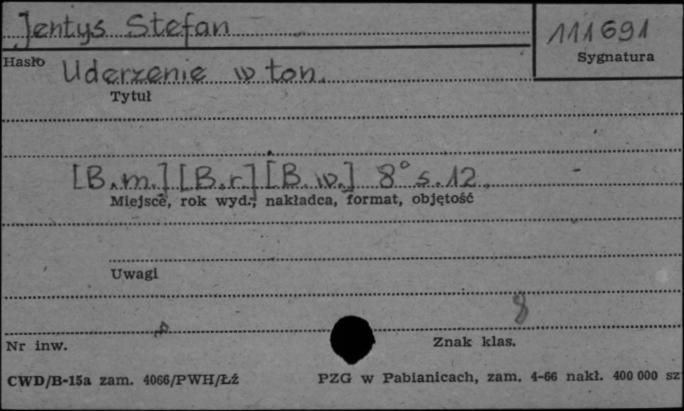 Jentys Stefan
111691
Hasło
Sygnatura
Uderzenie w ton.
Tytuł
[B.m.] [B.r] [B.w.] 8° s. 12.
Miejsce, rok wyd., nakładca, format, objętość
Uwagi
8
Nr inw.
Znak klas.
CWD/B-15a zam. 4066/PWH/ŁŹ
PZG w Pabianicach, zam. 4-66 nakł. 400 000 sz